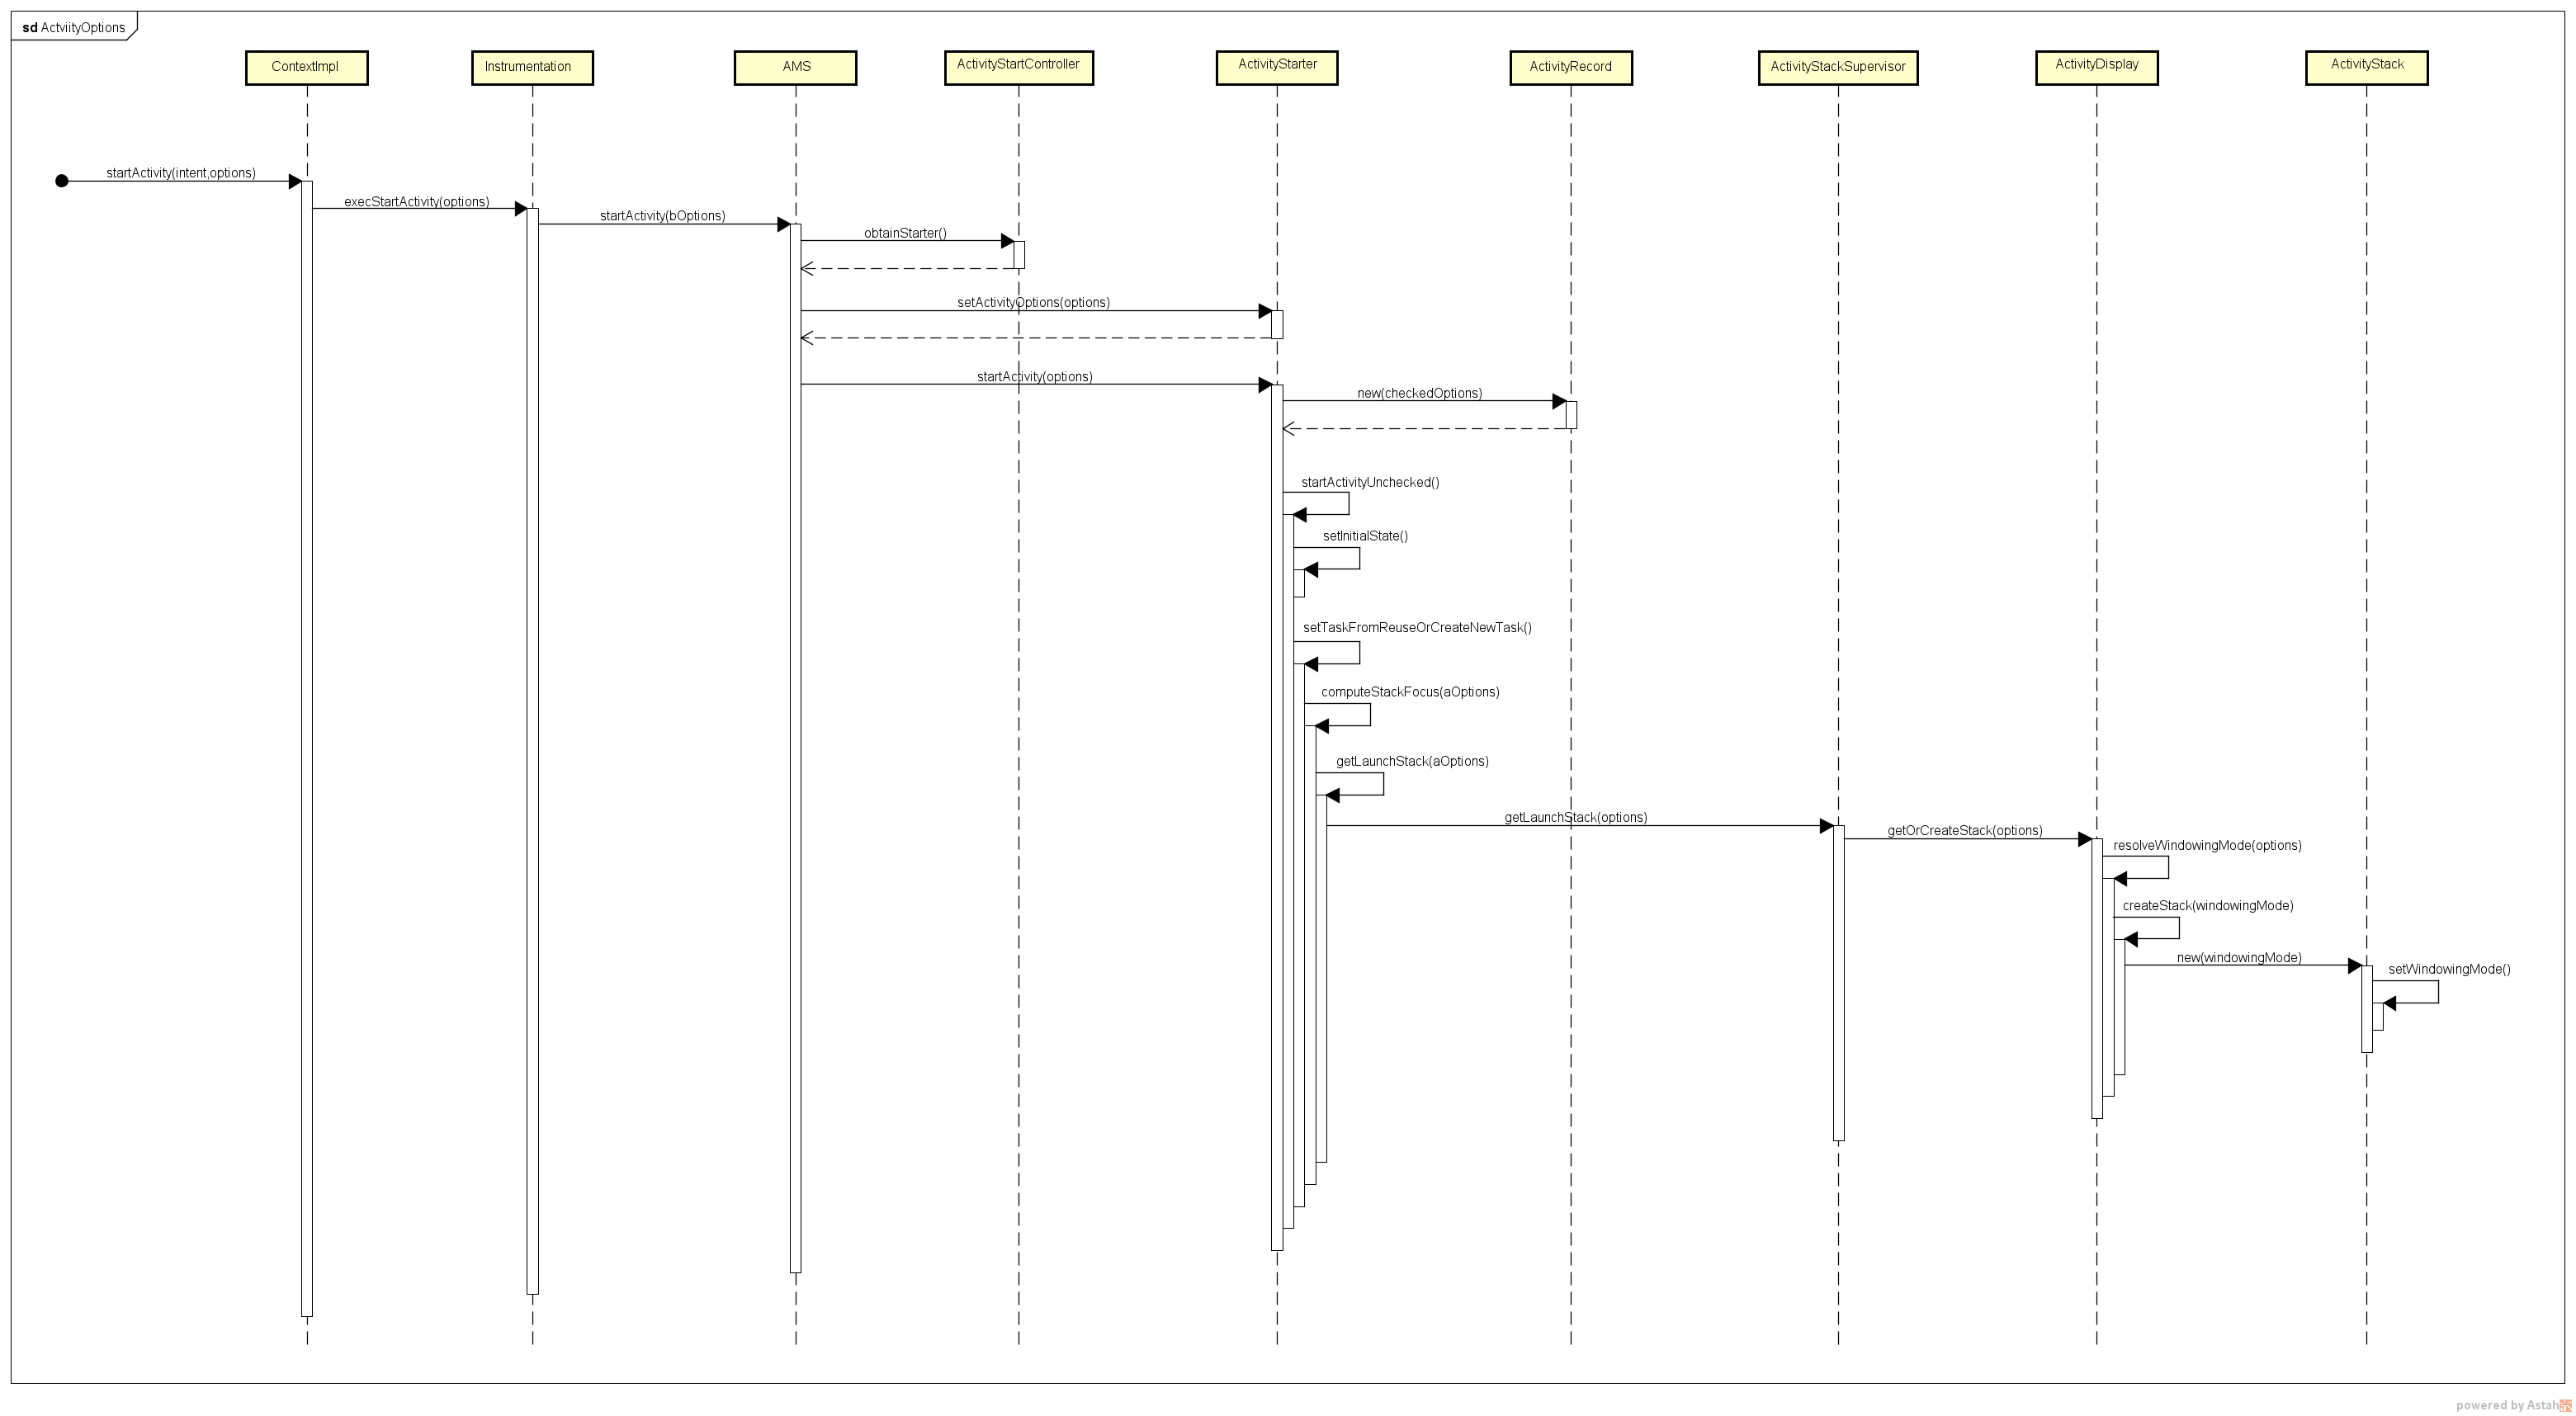 sd ActviityOptions
ContextImpl
Instrumentation
AMS
ActivityStartController
ActivityStarter
ActivityRecord
ActivityStackSupervisor
ActivityDisplay
ActivityStack
startActivity(intent,options)
execStartActivity(options)
startActivity(bOptions)
obtainStarter()
setActivityOptions(options)
startActivity(options)
new(checkedOptions)
startActivityUnchecked()
setInitialState()
setTaskFromReuseOrCreateNewTask()
computeStackFocus(aOptions)
getLaunchStack(aOptions)
getLaunchStack(options)
getOrCreateStack(options)
resolveWindowingMode(options)
createStack(windowingMode)
new(windowingMode)
setWindowingMode()
powered by Astah